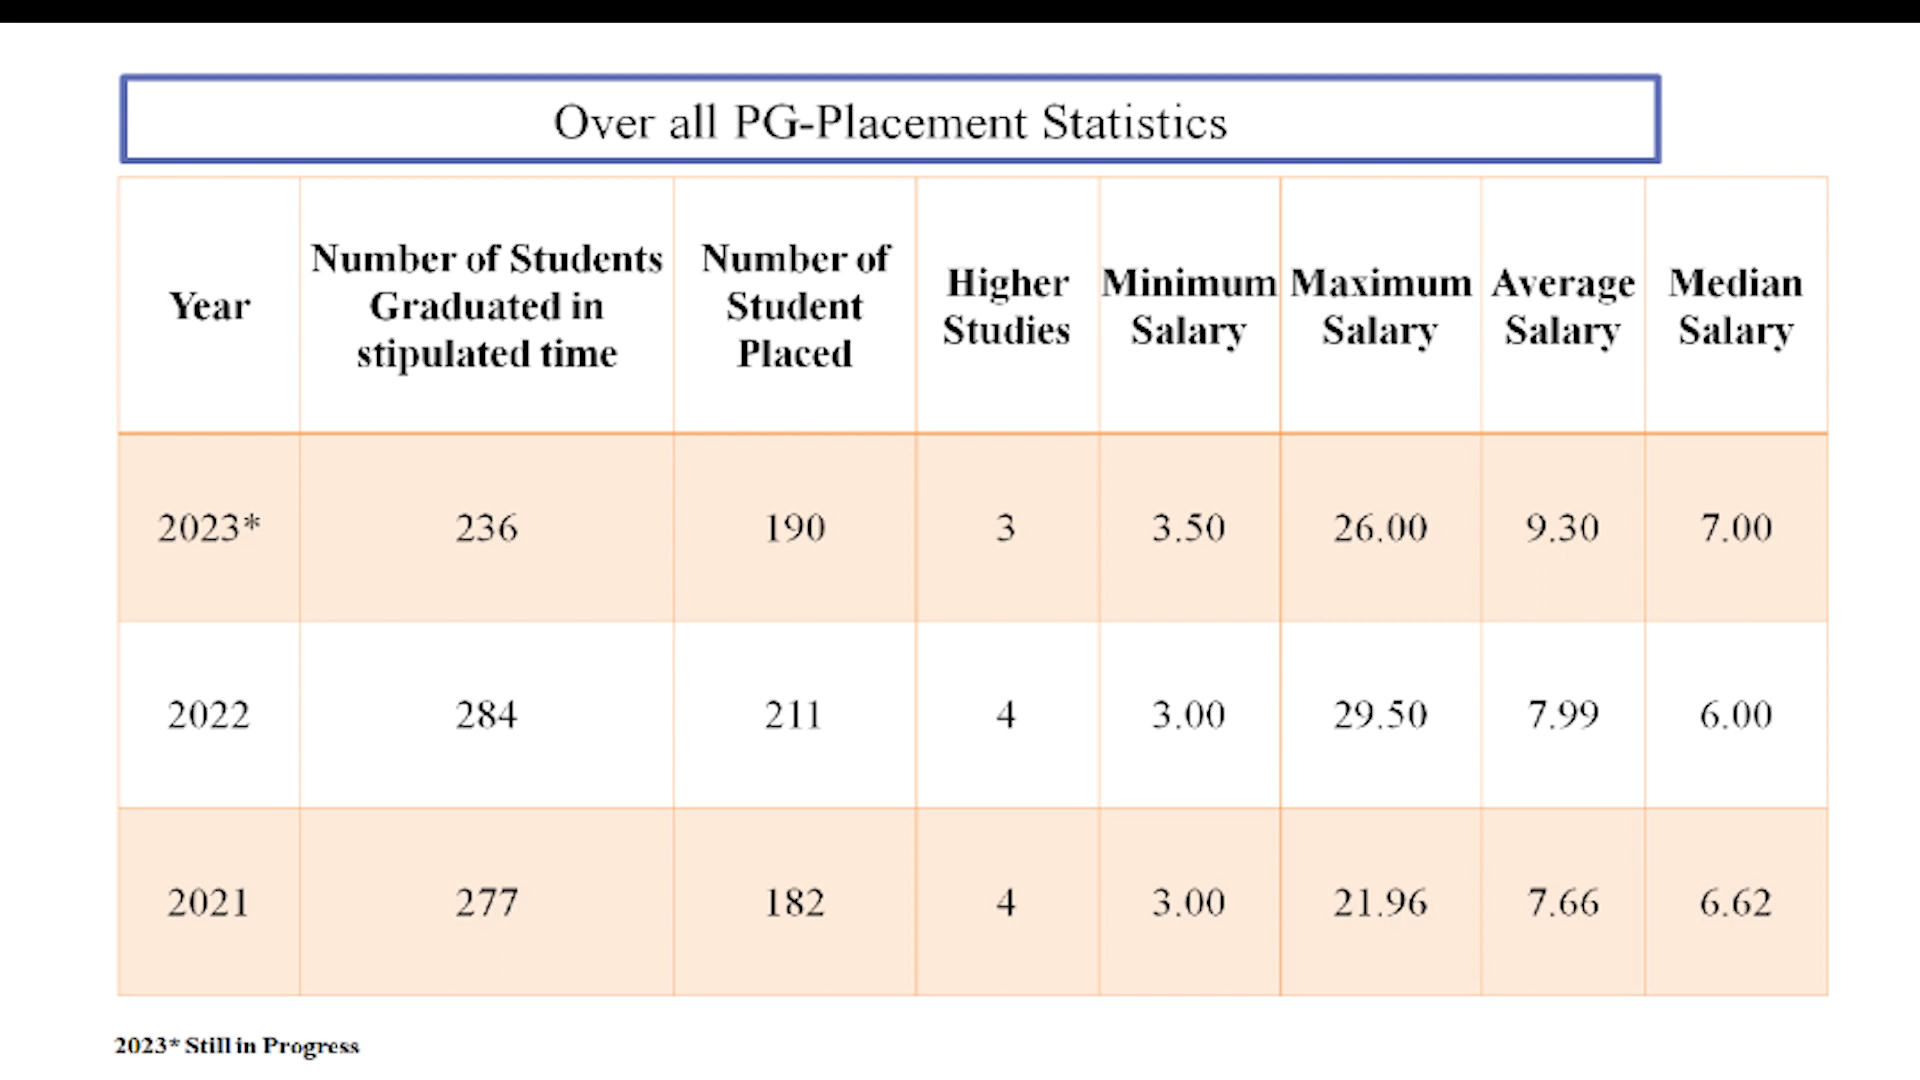 Over all PG-Placement Statistics
Year
Number of Students
Graduated in
stipulated time
Number of
Student
Placed
Higher
Studies
Minimum
Salary
Maximum
Salary
Average
Salary
Median
Salary
2023* 236 190 3 3.50 26.00 9.30 7.00
2022 284 211 4 3.00 29.50 7.99 6.00
2021 277 182 4 3.00 21.96 7.66 6.62
2023* Still in Progress